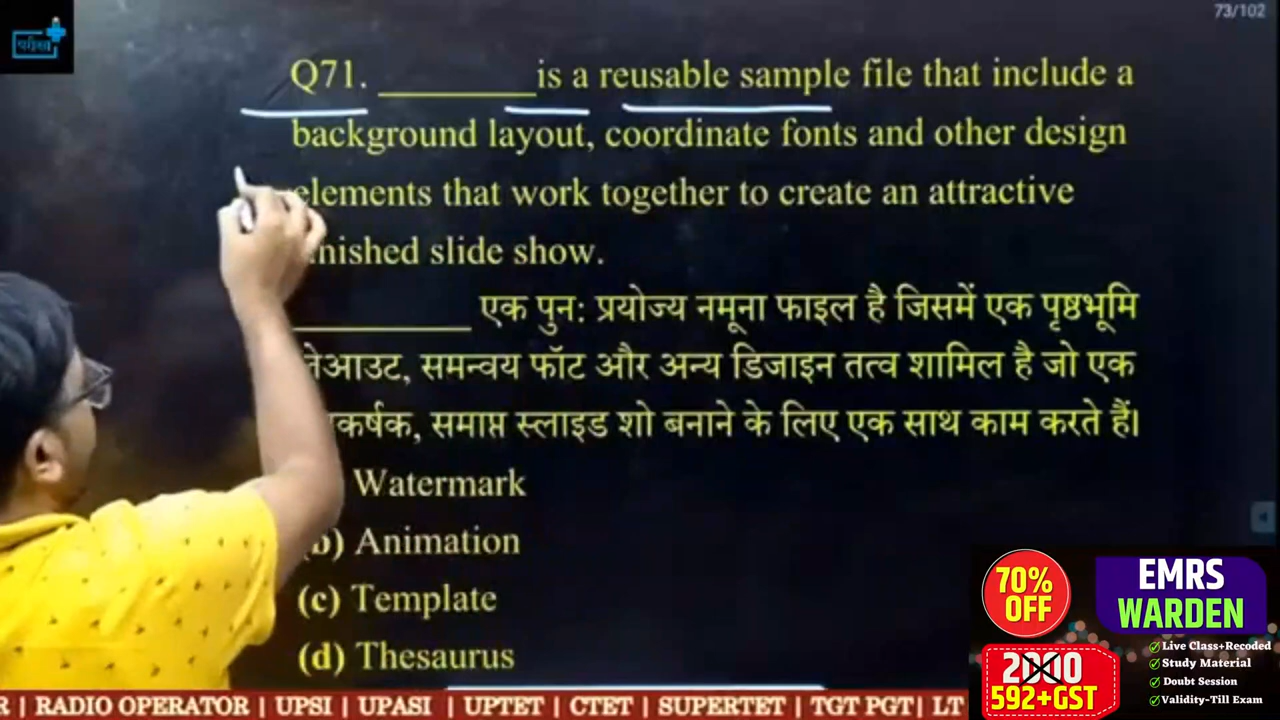 परीक्षा
73/102
Q71. ________ is a reusable sample file that include a
background layout, coordinate fonts and other design
elements that work together to create an attractive
nished slide show.
__________ एक पुन: प्रयोज्य नमूना फाइल है जिसमें एक पृष्ठभूमि
लेआउट, समन्वय फॉट और अन्य डिजाइन तत्व शामिल है जो एक
कर्षक, समाप्त स्लाइड शो बनाने के लिए एक साथ काम करते हैं।
Watermark
(b) Animation
(c) Template
(d) Thesaurus
70%
OFF
EMRS
WARDEN
2000
592+GST
Live Class+Recoded
Study Material
Doubt Session
Validity-Till Exam
R | RADIO OPERATOR | UPSI | UPASI | UPTET | CTET | SUPERTET | TGT PGT| LT